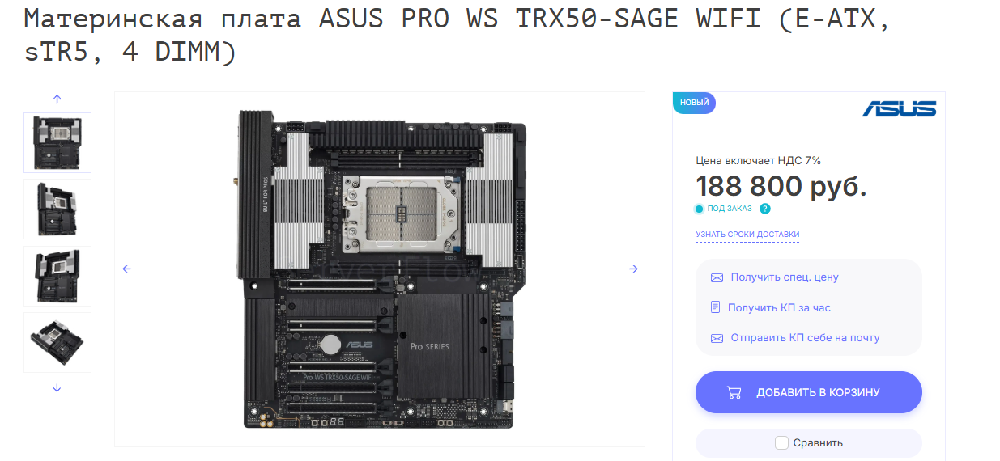 Материнская плата ASUS PRO WS TRX50-SAGE WIFI (E-ATX,
sTR5, 4 DIMM)
НОВЫЙ
ASUS
Цена включает НДС 7%
188 800 руб.
ПОД ЗАКАЗ ?
УЗНАТЬ СРОКИ ДОСТАВКИ
Получить спец. цену
Получить КП за час
Отправить КП себе на почту
ДОБАВИТЬ В КОРЗИНУ
Сравнить
BUILT FOR PROS
ServerFlow
ASUS
Pro SERIES
Pro WS TRX50-SAGE WIFI